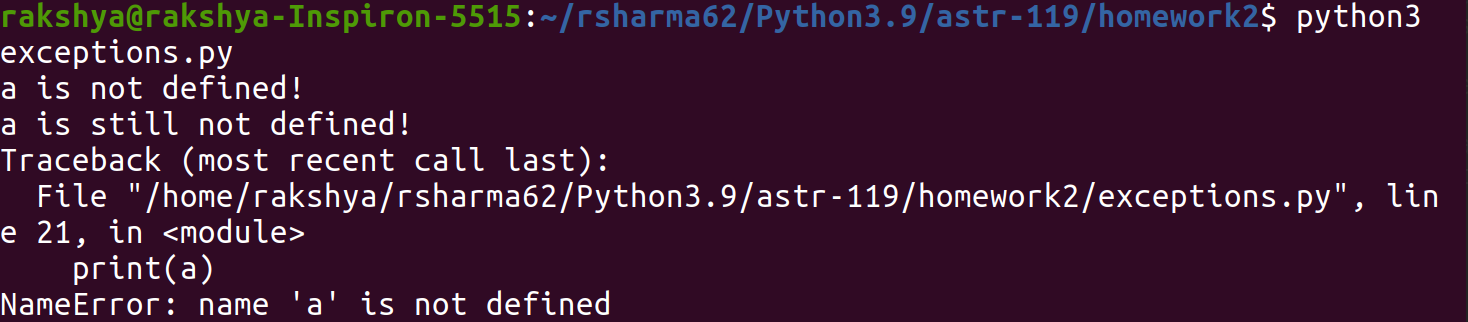 rakshya@rakshya-Inspiron-5515:~/rsharma62/Python3.9/astr-119/homework2$ python3
exceptions.py
a is not defined!
a is still not defined!
Traceback (most recent call last):
  File "/home/rakshya/rsharma62/Python3.9/astr-119/homework2/exceptions.py", lin
e 21, in <module>
    print(a)
NameError: name 'a' is not defined